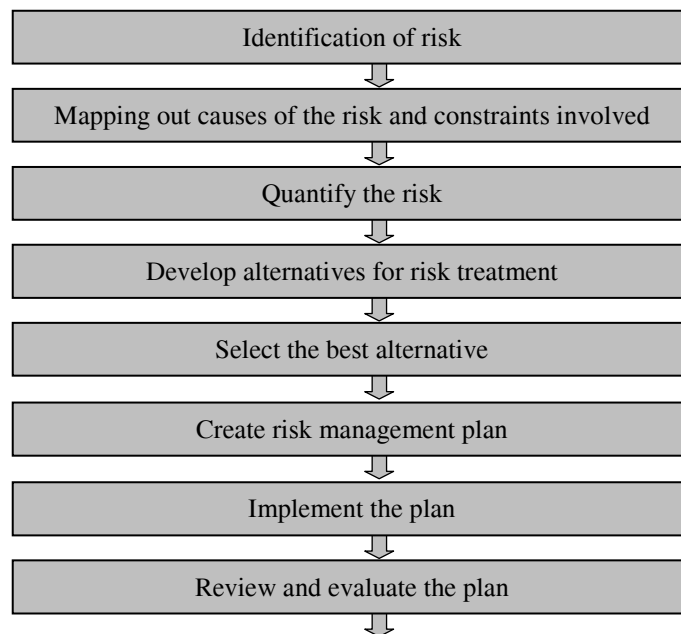 Identification of risk
Mapping out causes of the risk and constraints involved
Quantify the risk
Develop alternatives for risk treatment
Select the best alternative
Create risk management plan
Implement the plan
Review and evaluate the plan